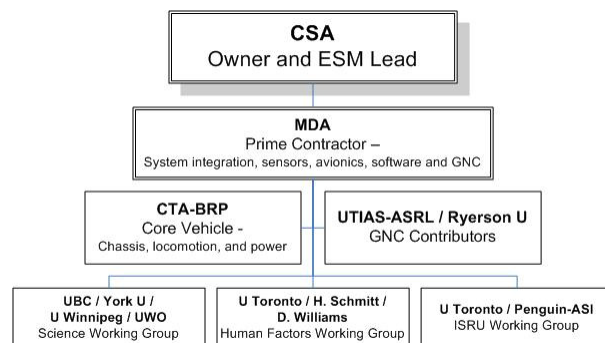 CSA
Owner and ESM Lead
MDA
Prime Contractor –
System integration, sensors, avionics, software and GNC
CTA-BRP
Core Vehicle -
Chassis, locomotion, and power
UTIAS-ASRL / Ryerson U
GNC Contributors
UBC / York U /
U Winnipeg / UWO
Science Working Group
U Toronto / H. Schmitt /
D. Williams
Human Factors Working Group
U Toronto / Penguin-ASI
ISRU Working Group